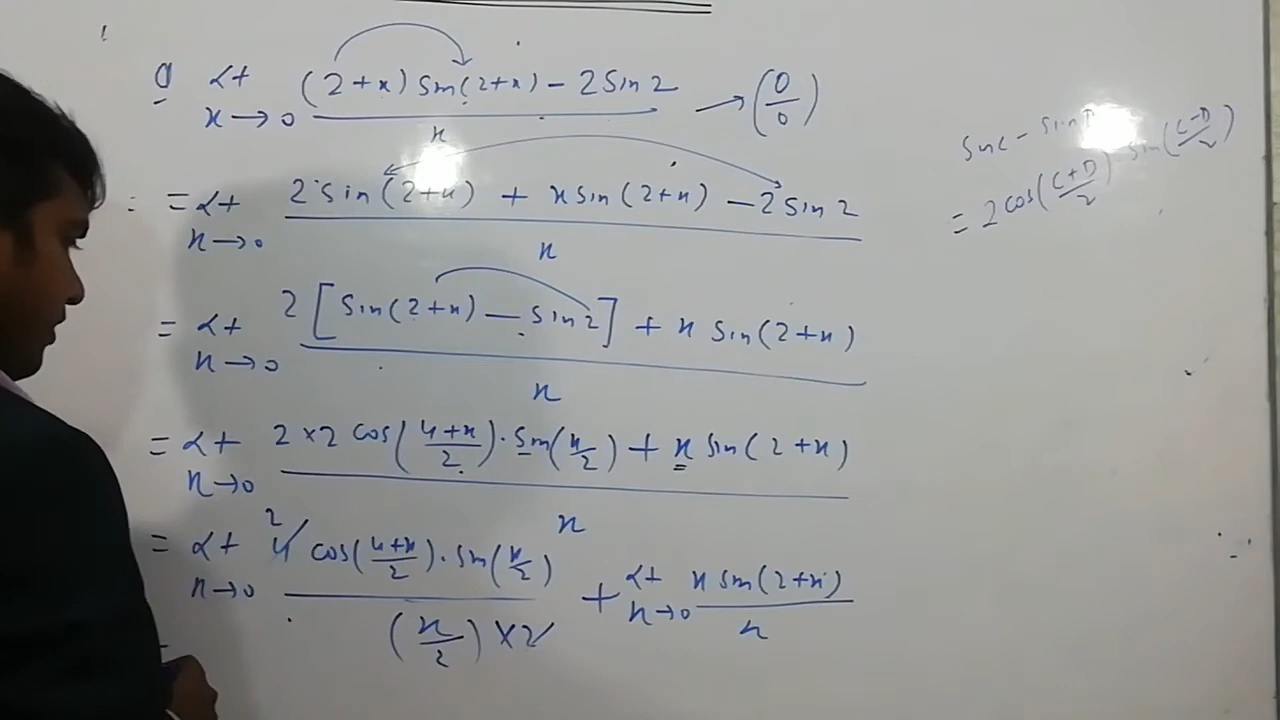 Q Lt x→0 (2+x) sin(2+x) - 2 sin 2 / x → (0/0)
= = Lt x→0 2 sin(2+x) + x sin(2+x) - 2 sin 2 / x
= Lt x→0 2 [sin(2+x) - sin 2] + x sin(2+x) / x
= Lt x→0 2 × 2 cos((4+x)/2) · sin(x/2) + x sin(2+x) / x
= Lt x→0 2 4 cos((4+x)/2) · sin(x/2) / (x/2) × 2 + Lt x→0 x sin(2+x) / x
=
sin C - sin D
= 2 cos((C+D)/2) sin((C-D)/2)